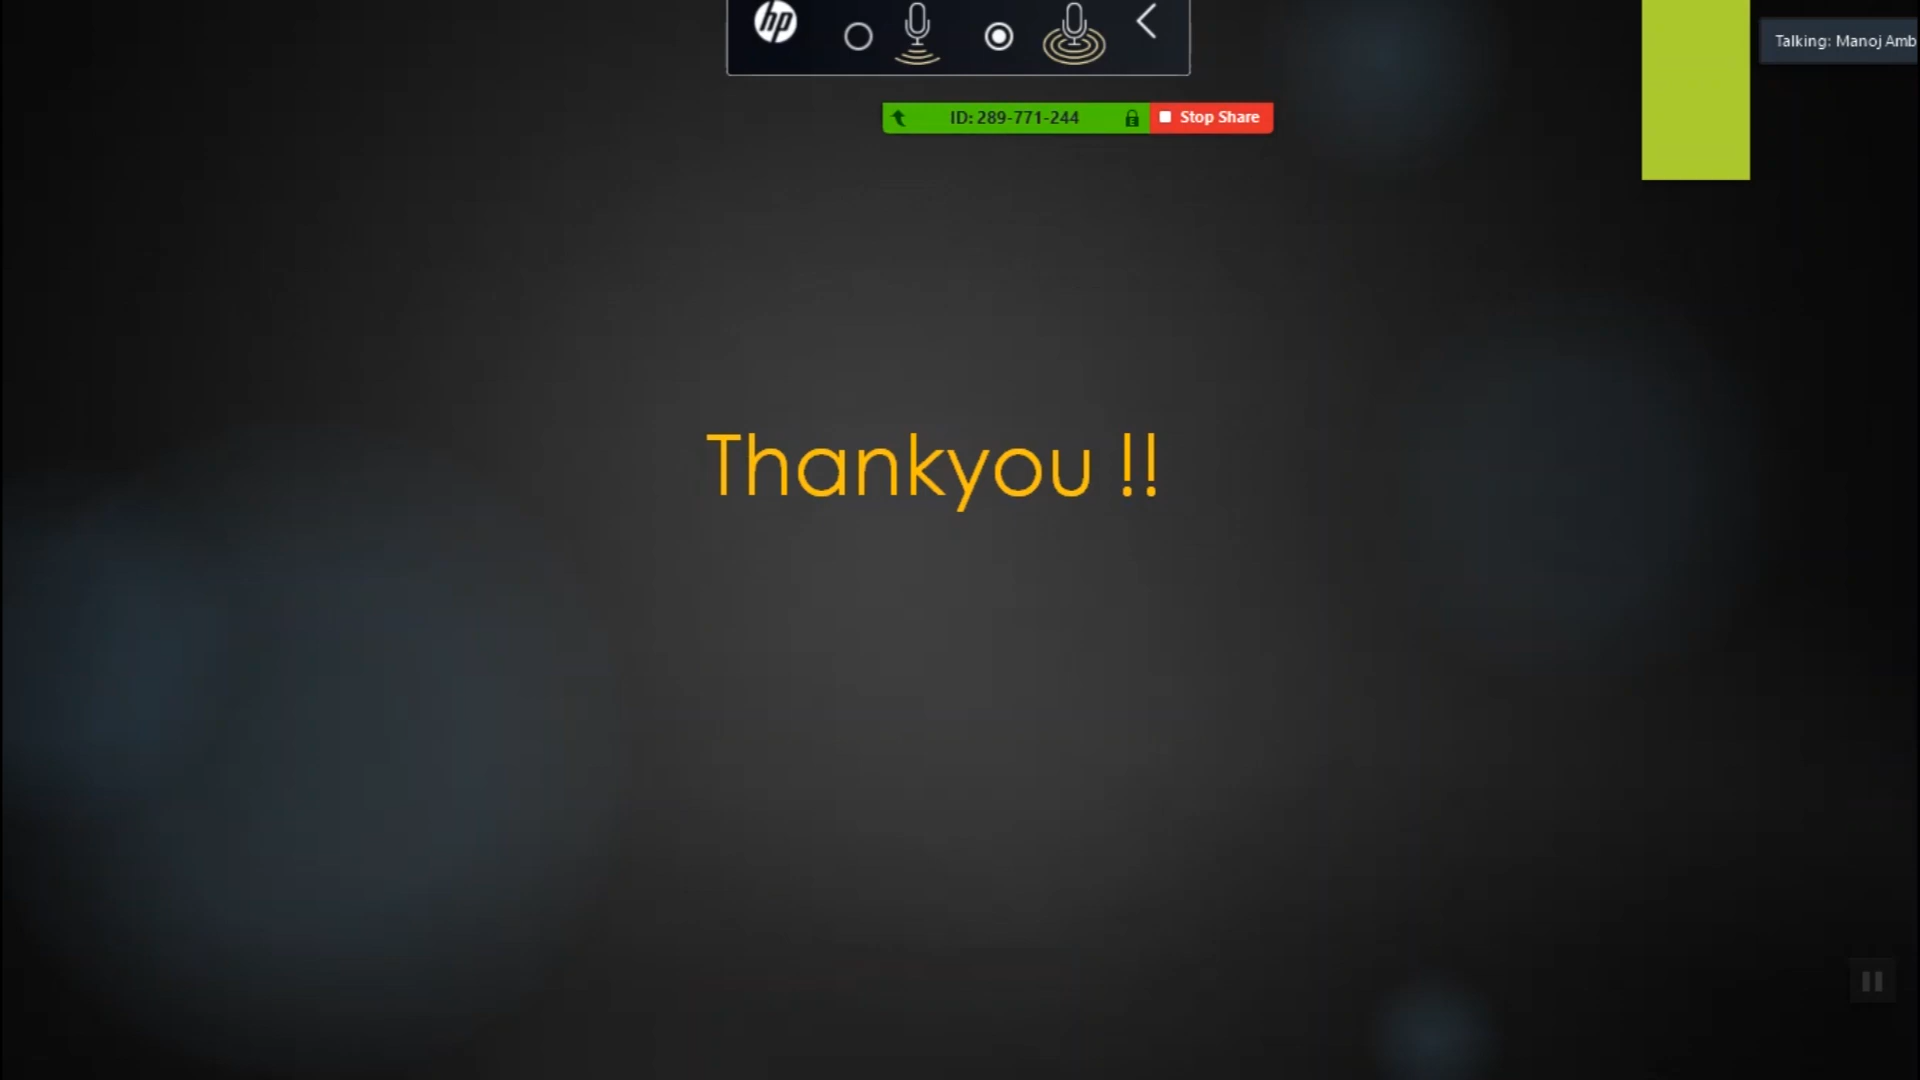 hp
Talking: Manoj Amb
ID: 289-771-244
Stop Share
Thankyou !!